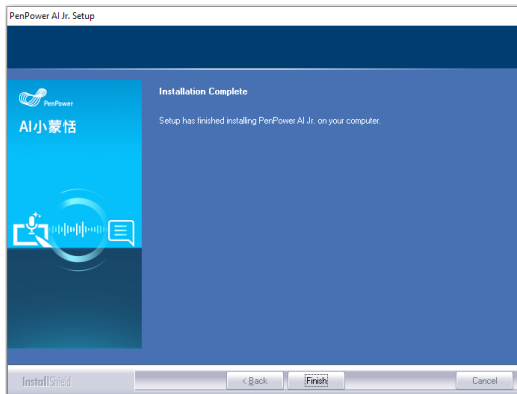 PenPower AI Jr. Setup
PenPower
AI小蒙恬
Installation Complete
Setup has finished installing PenPower AI Jr. on your computer.
InstallShield
< Back
Finish
Cancel